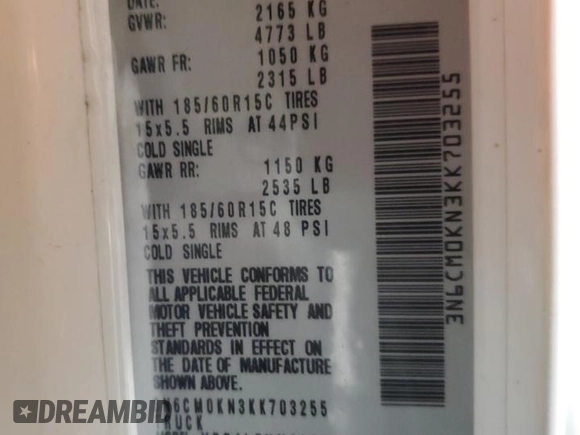 DATE:
GVWR: 2165 KG
4773 LB
GAWR FR: 1050 KG
2315 LB
WITH 185/60R15C TIRES
15x5.5 RIMS AT 44PSI
COLD SINGLE
GAWR RR: 1150 KG
2535 LB
WITH 185/60R15C TIRES
15x5.5 RIMS AT 48 PSI
COLD SINGLE
THIS VEHICLE CONFORMS TO
ALL APPLICABLE FEDERAL
MOTOR VEHICLE SAFETY AND
THEFT PREVENTION
STANDARDS IN EFFECT ON
THE DATE OF MANUFACTURE
SHOWN ABOVE.
3N6CM0KN3KK703255
TRUCK
3N6CM0KN3KK703255
DREAMBID